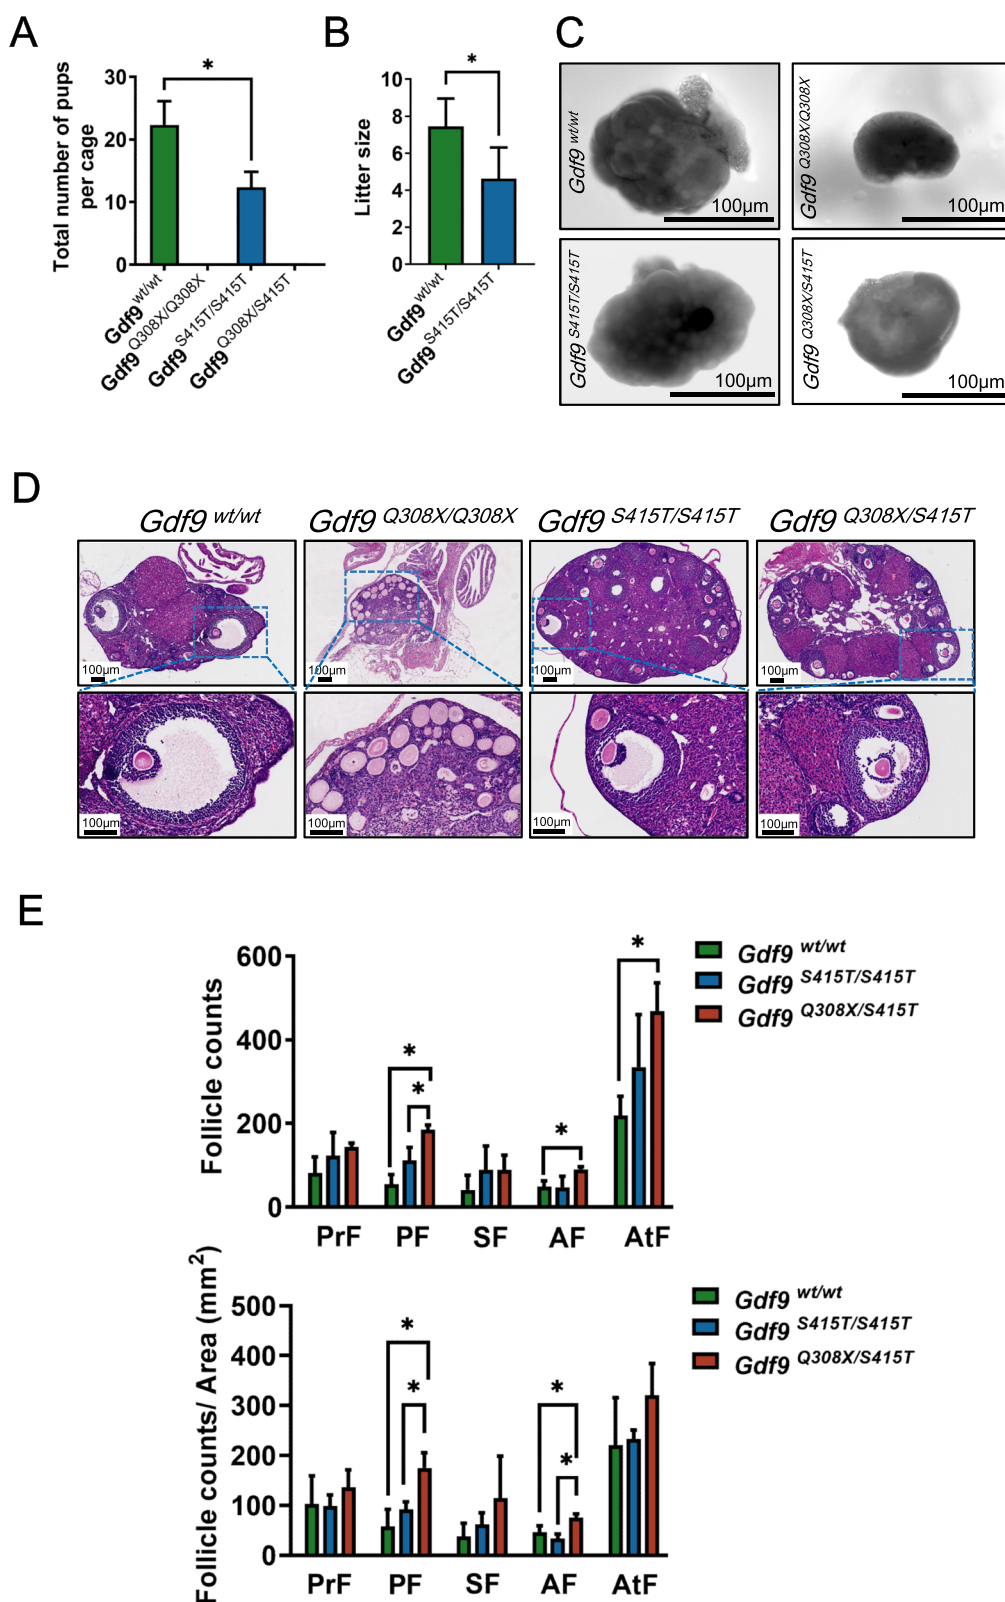 A
Total number of pups
per cage
30
20
10
0
*
Gdf9 wt/wt
Gdf9 Q308X/Q308X
Gdf9 S415T/S415T
Gdf9 Q308X/S415T
B
Litter size
10
8
6
4
2
0
*
Gdf9 wt/wt
Gdf9 S415T/S415T
C
Gdf9 wt/wt
100μm
Gdf9 Q308X/Q308X
100μm
Gdf9 S415T/S415T
100μm
Gdf9 Q308X/S415T
100μm
D
Gdf9 wt/wt
Gdf9 Q308X/Q308X
Gdf9 S415T/S415T
Gdf9 Q308X/S415T
100μm
100μm
100μm
100μm
100μm
100μm
100μm
100μm
E
Follicle counts
600
400
200
0
*
*
*
*
PrF
PF
SF
AF
AtF
Gdf9 wt/wt
Gdf9 S415T/S415T
Gdf9 Q308X/S415T
Follicle counts/ Area (mm²)
500
400
300
200
100
0
*
*
*
*
PrF
PF
SF
AF
AtF
Gdf9 wt/wt
Gdf9 S415T/S415T
Gdf9 Q308X/S415T